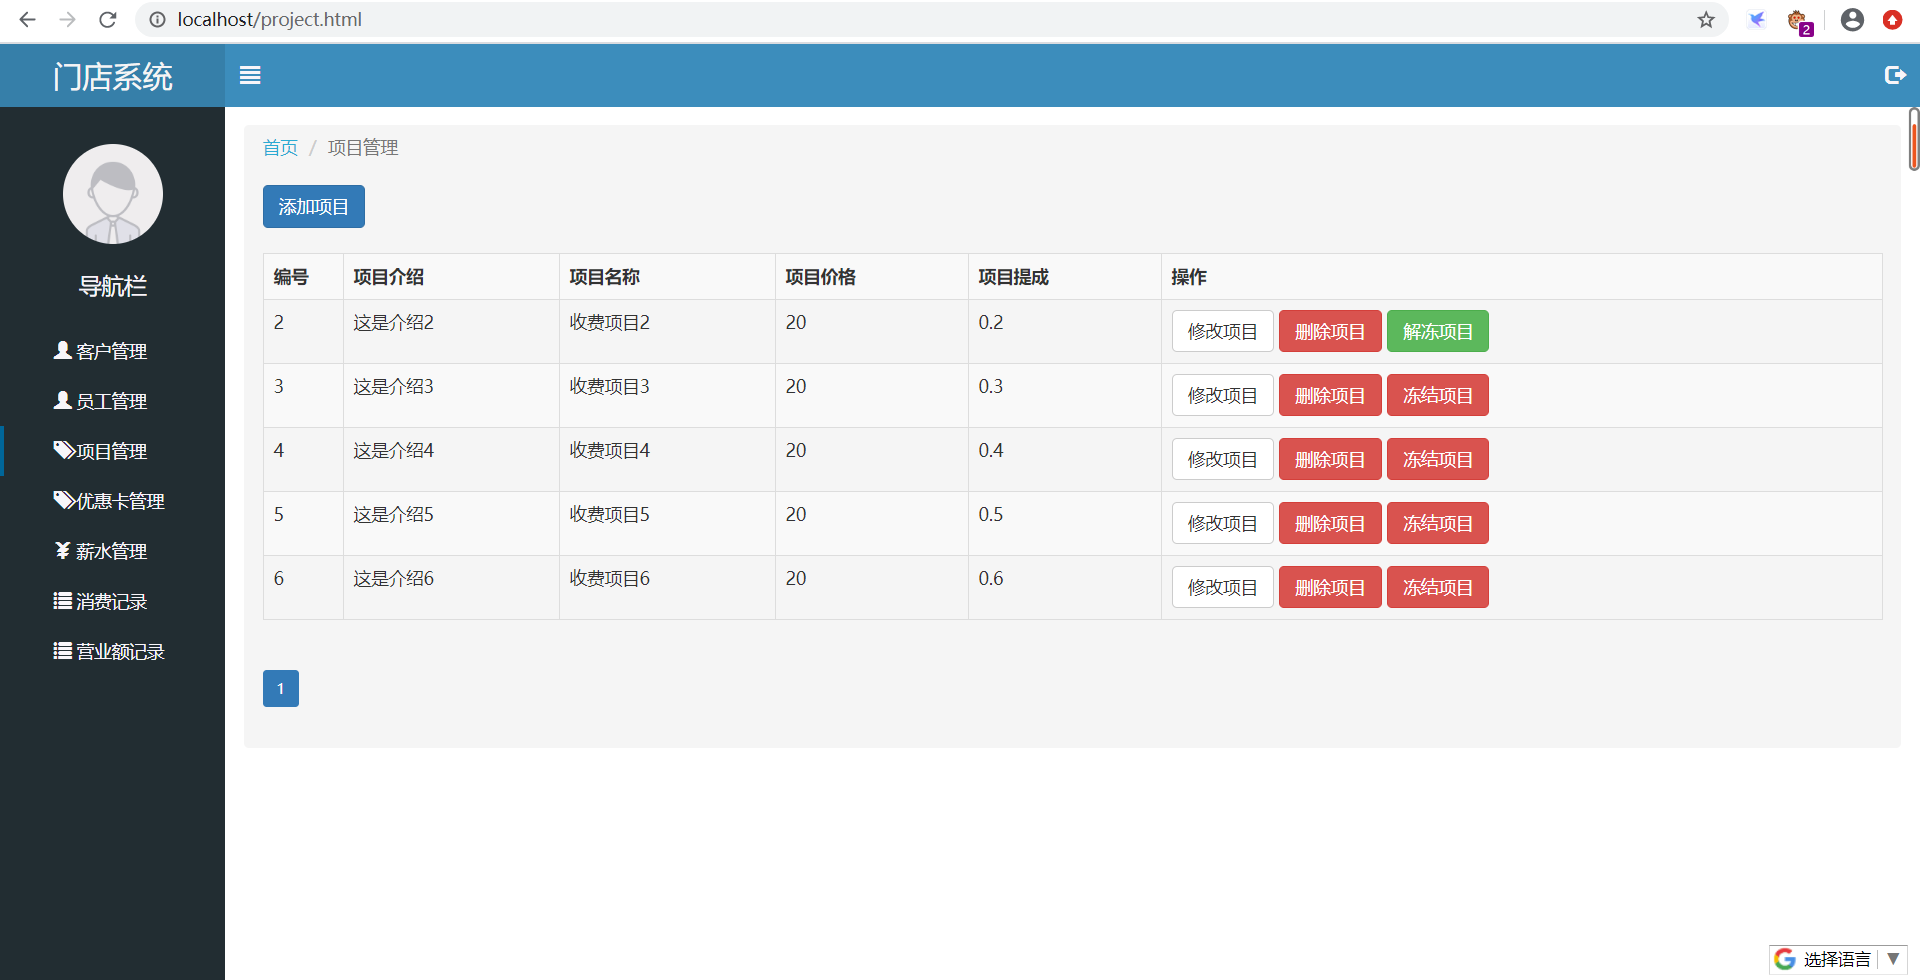 localhost/project.html
2
门店系统
首页 / 项目管理
添加项目
导航栏
客户管理
员工管理
项目管理
优惠卡管理
薪水管理
消费记录
营业额记录
编号 项目介绍 项目名称 项目价格 项目提成 操作
2 这是介绍2 收费项目2 20 0.2 修改项目 删除项目 解冻项目
3 这是介绍3 收费项目3 20 0.3 修改项目 删除项目 冻结项目
4 这是介绍4 收费项目4 20 0.4 修改项目 删除项目 冻结项目
5 这是介绍5 收费项目5 20 0.5 修改项目 删除项目 冻结项目
6 这是介绍6 收费项目6 20 0.6 修改项目 删除项目 冻结项目
1
选择语言 ▼